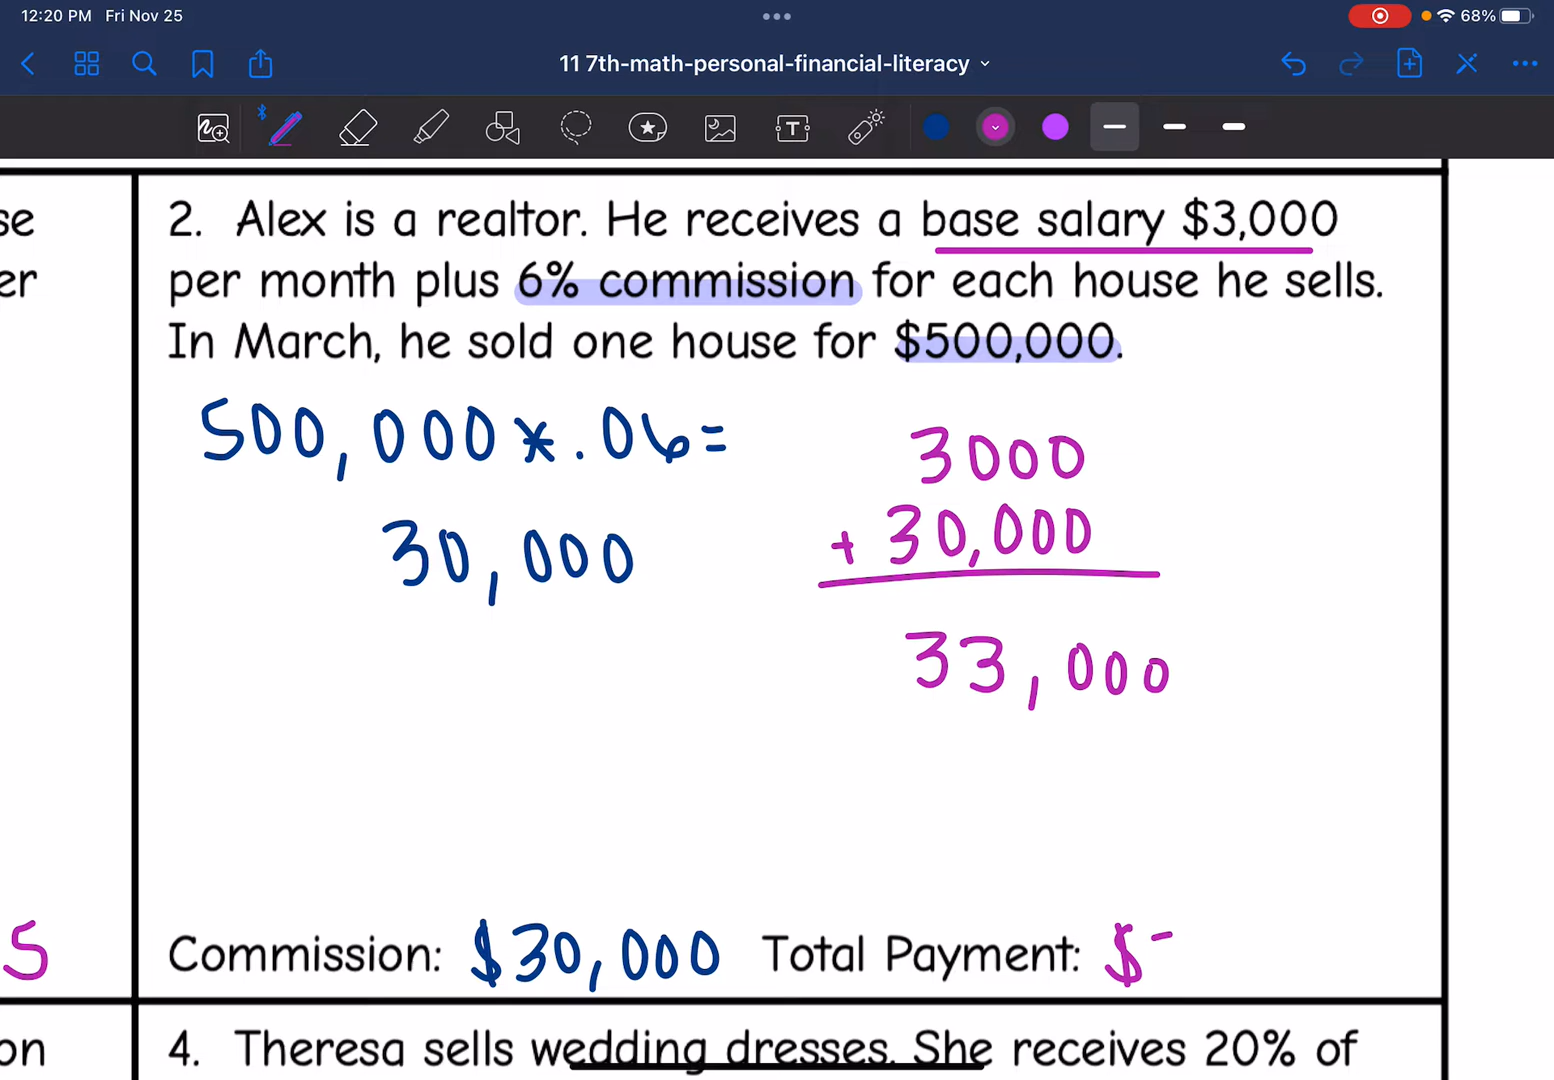 12:20 PM Fri Nov 25
68%
11 7th-math-personal-financial-literacy
se
er
2. Alex is a realtor. He receives a base salary $3,000
per month plus 6% commission for each house he sells.
In March, he sold one house for $500,000.
500,000 * .06 =
30,000
3000
+ 30,000
33,000
5
Commission: $30,000 Total Payment: $
on
4. Theresa sells wedding dresses. She receives 20% of